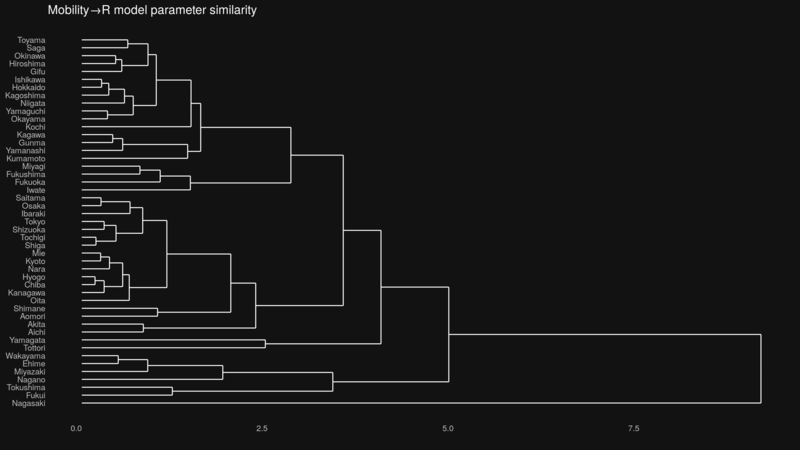 Mobility→R model parameter similarity
Toyama
Saga
Okinawa
Hiroshima
Gifu
Ishikawa
Hokkaido
Kagoshima
Niigata
Yamaguchi
Okayama
Kochi
Kagawa
Gunma
Yamanashi
Kumamoto
Miyagi
Fukushima
Fukuoka
Iwate
Saitama
Osaka
Ibaraki
Tokyo
Shizuoka
Tochigi
Shiga
Mie
Kyoto
Nara
Hyogo
Chiba
Kanagawa
Oita
Shimane
Aomori
Akita
Aichi
Yamagata
Tottori
Wakayama
Ehime
Miyazaki
Nagano
Tokushima
Fukui
Nagasaki
0.0 2.5 5.0 7.5